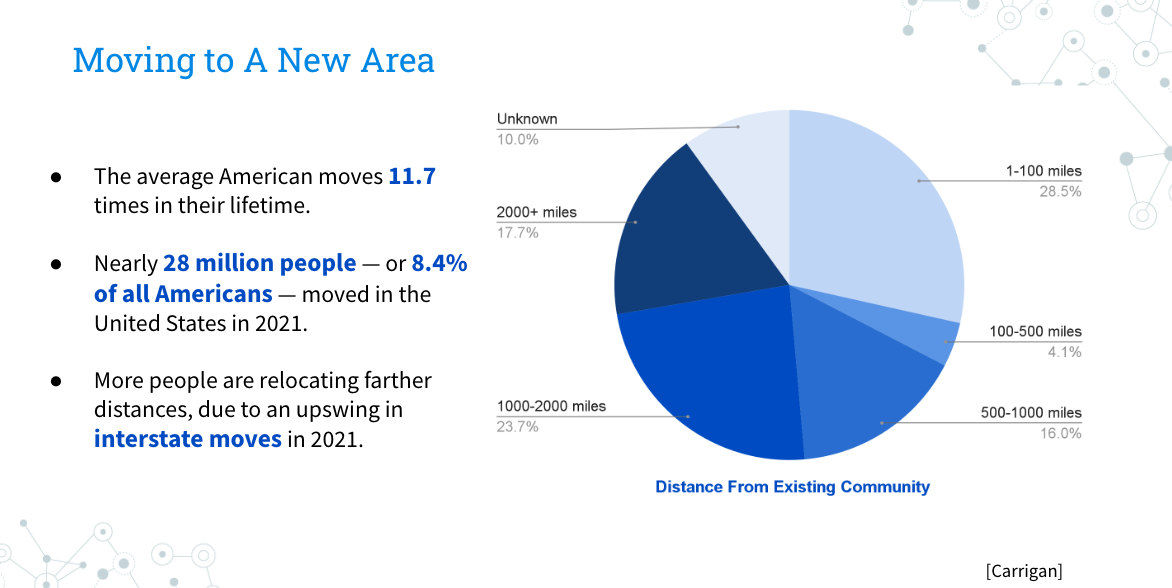 Moving to A New Area
● The average American moves 11.7
times in their lifetime.
● Nearly 28 million people — or 8.4%
of all Americans — moved in the
United States in 2021.
● More people are relocating farther
distances, due to an upswing in
interstate moves in 2021.
Unknown
10.0%
2000+ miles
17.7%
1000-2000 miles
23.7%
1-100 miles
28.5%
100-500 miles
4.1%
500-1000 miles
16.0%
Distance From Existing Community
[Carrigan]